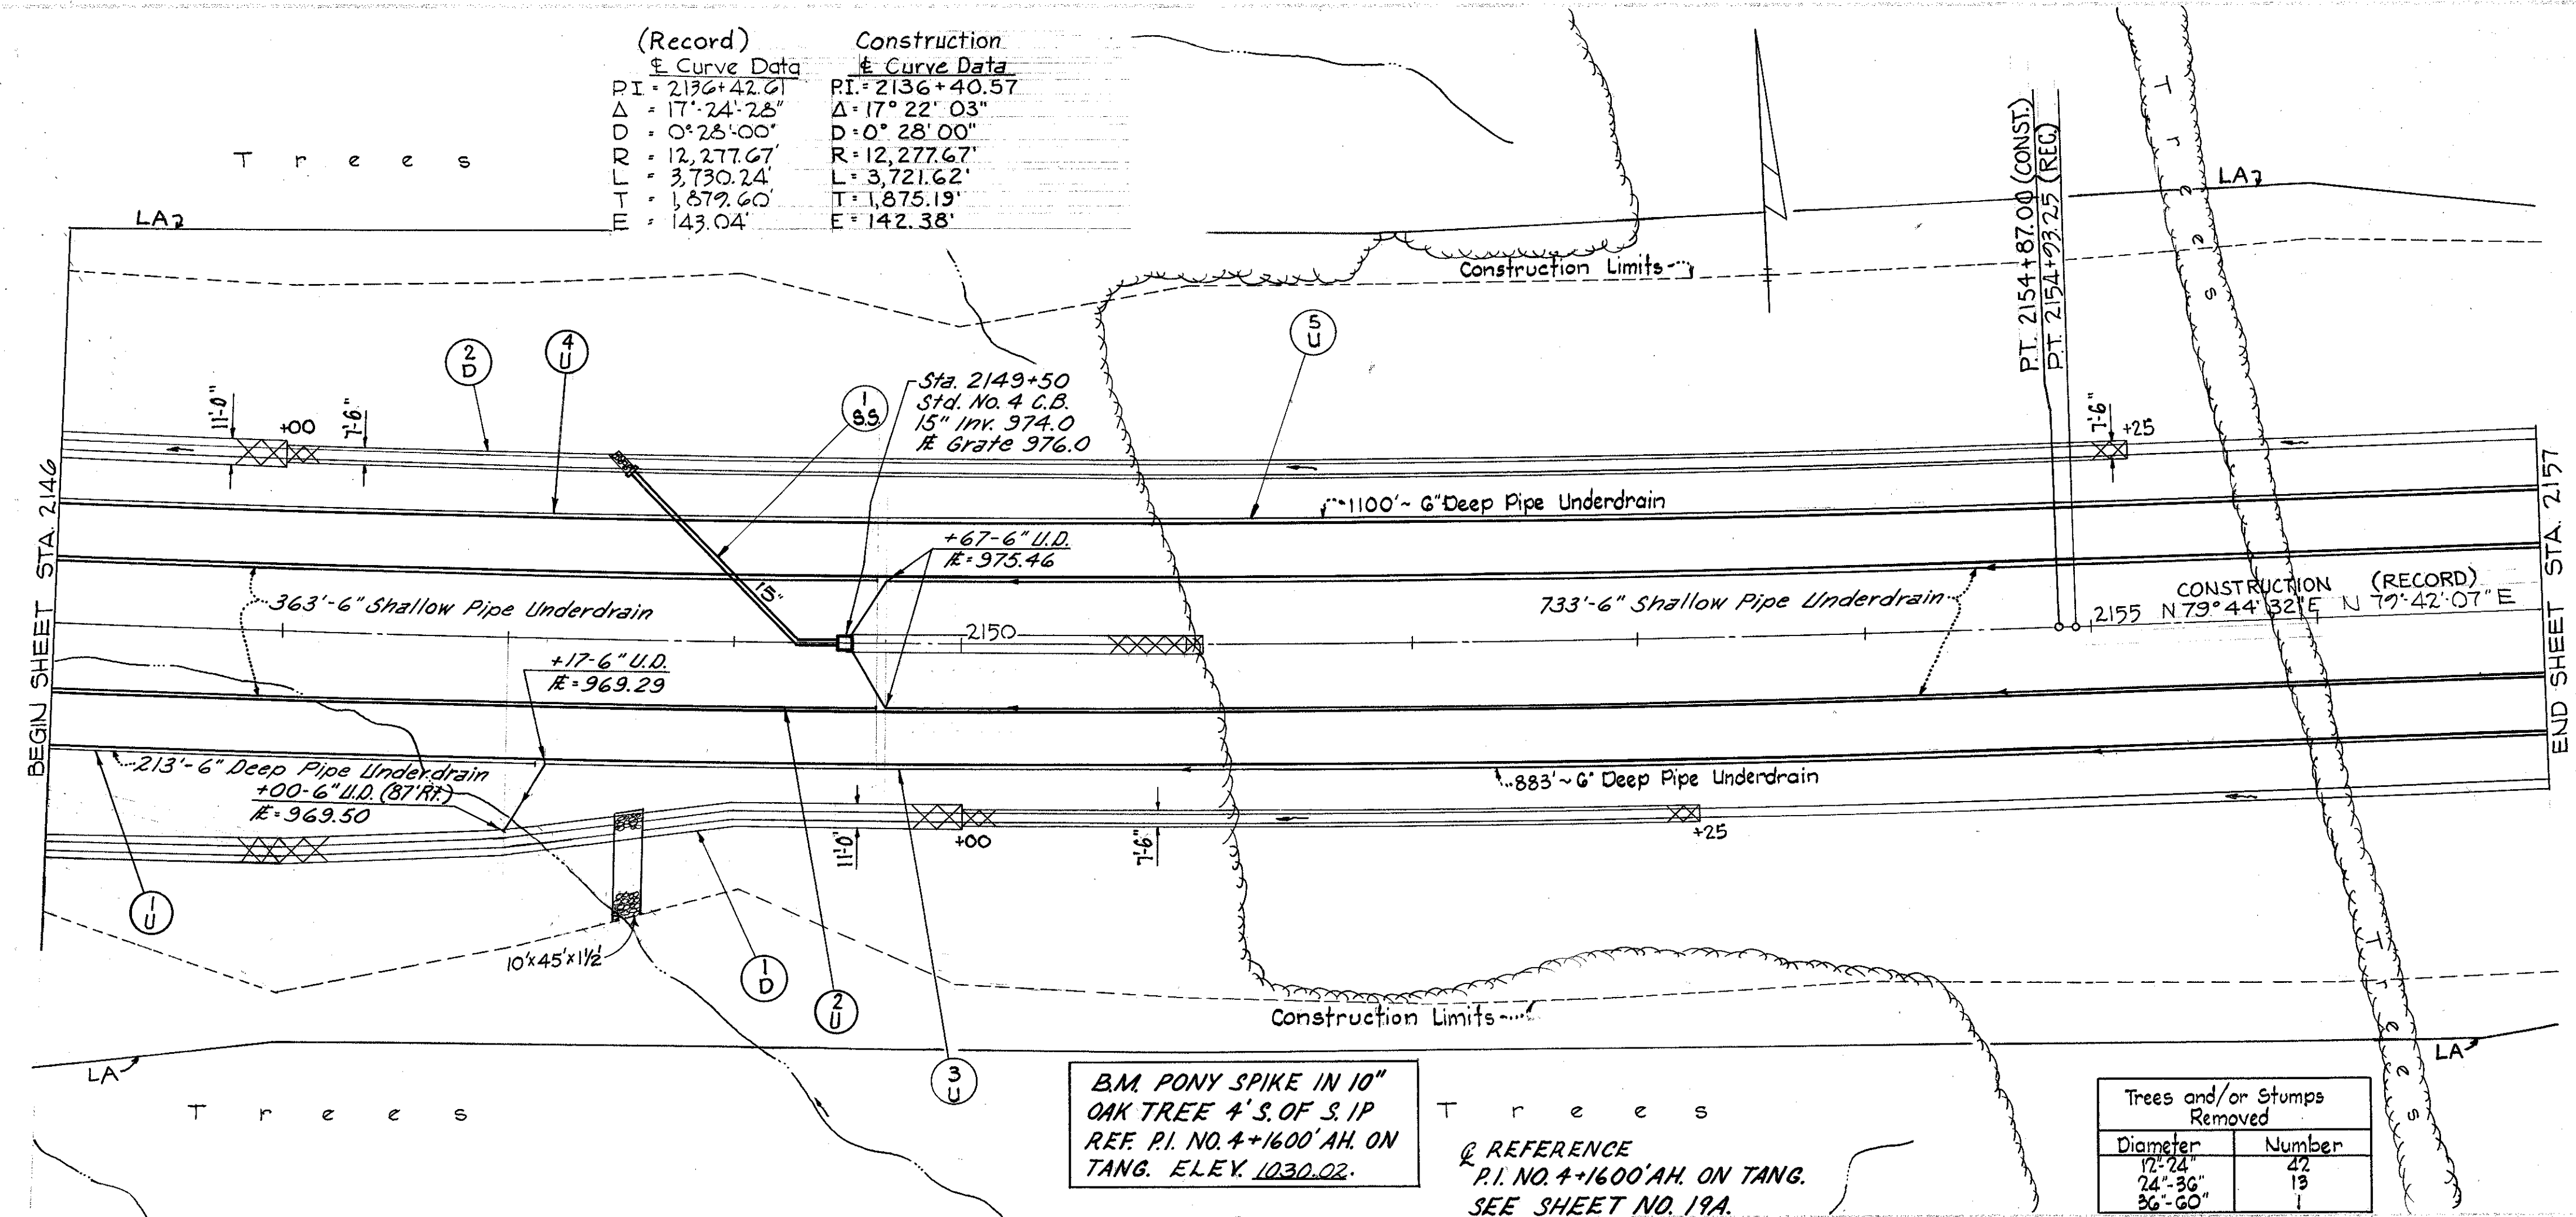 (Record)
℄ Curve Data
P.I = 2136+42.61
Δ = 17°-24'-28"
D = 0°28'-00"
R = 12,277.67'
L = 3,730.24'
T = 1,879.60'
E = 143.04'
Construction
℄ Curve Data
P.I. = 2136+40.57
Δ = 17° 22' 03"
D = 0° 28' 00"
R = 12,277.67'
L = 3,721.62'
T = 1,875.19'
E = 142.38'
Trees
LA
Construction Limits
P.T. 2154+87.00 (CONST.)
P.T. 2154+93.25 (REC.)
Trees
LA
2
D
4
U
1
S.S.
5
U
Sta. 2149+50
Std. No. 4 C.B.
15" Inv. 974.0
℄ Grate 976.0
11'-0"
+00
7'-6"
7'-6"
+25
BEGIN SHEET STA. 2146
END SHEET STA. 2157
1100'~6" Deep Pipe Underdrain
+67-6" U.D.
=975.46
363'-6" Shallow Pipe Underdrain
15"
733'-6" Shallow Pipe Underdrain
CONSTRUCTION (RECORD)
2155 N 79° 44' 32" E N 79°-42'-07" E
2150
+17-6" U.D.
=969.29
213'-6" Deep Pipe Underdrain
+00-6" U.D. (87' Rt.)
=969.50
883'~6" Deep Pipe Underdrain
11'-0"
+00
7'-6"
+25
1
U
10'x45'x1½'
1
D
2
U
3
U
Construction Limits
LA
LA
Trees
Trees
Trees
B.M. PONY SPIKE IN 10"
OAK TREE 4' S. OF S. IP
REF. P.I. NO. 4+1600' AH. ON
TANG. ELEV. 1030.02.
℄ REFERENCE
P.I. NO. 4+1600' AH. ON TANG.
SEE SHEET NO. 19A.
Trees and/or Stumps
Removed
Diameter Number
12"-24" 42
24"-36" 13
36"-60" 1